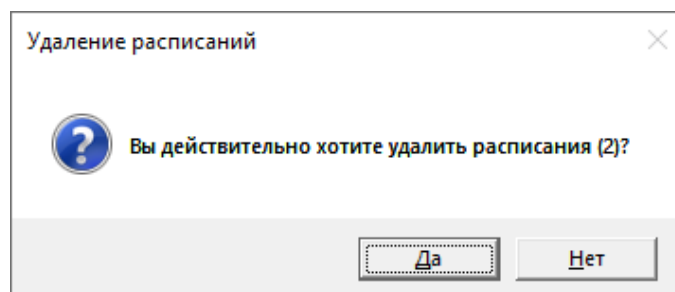 Удаление расписаний
Вы действительно хотите удалить расписания (2)?
Да
Нет